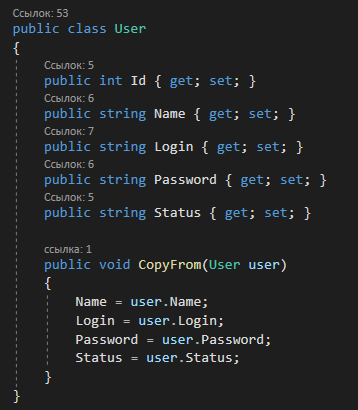 Ссылок: 53
public class User
{
Ссылок: 5
public int Id { get; set; }
Ссылок: 6
public string Name { get; set; }
Ссылок: 7
public string Login { get; set; }
Ссылок: 6
public string Password { get; set; }
Ссылок: 5
public string Status { get; set; }
ссылка: 1
public void CopyFrom(User user)
{
Name = user.Name;
Login = user.Login;
Password = user.Password;
Status = user.Status;
}
}